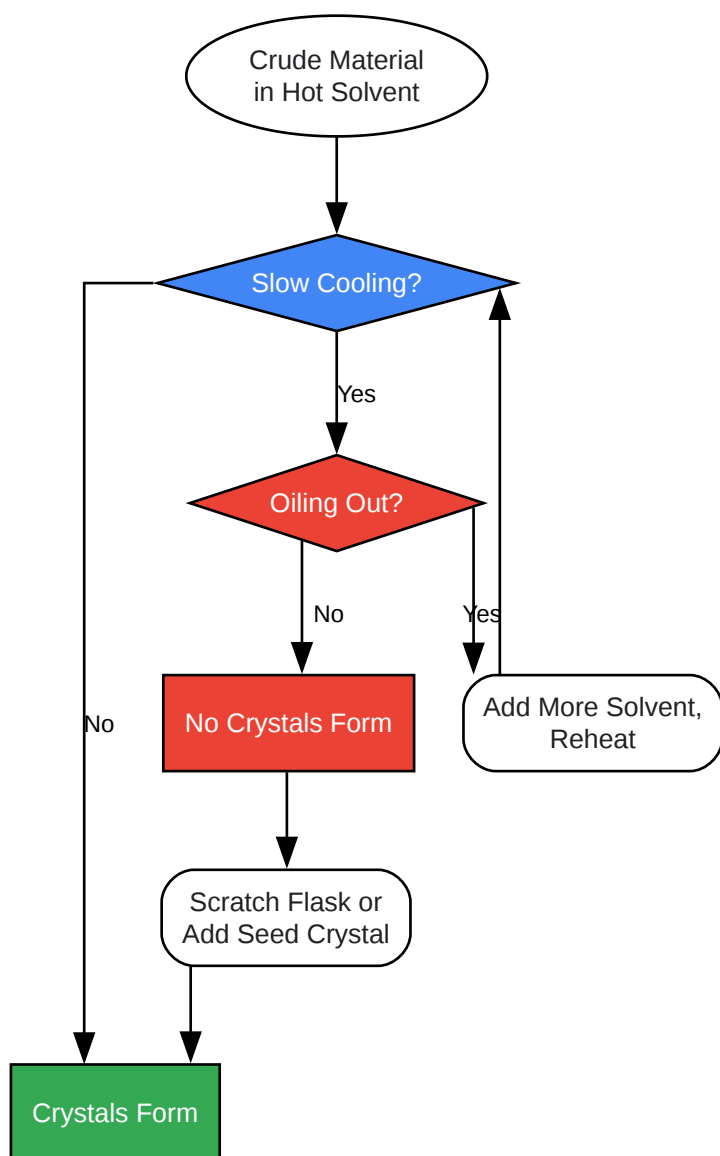 Crude Material
in Hot Solvent
Slow Cooling?
Yes
Oiling Out?
No
Yes
No Crystals Form
Add More Solvent,
Reheat
No
Scratch Flask or
Add Seed Crystal
Crystals Form